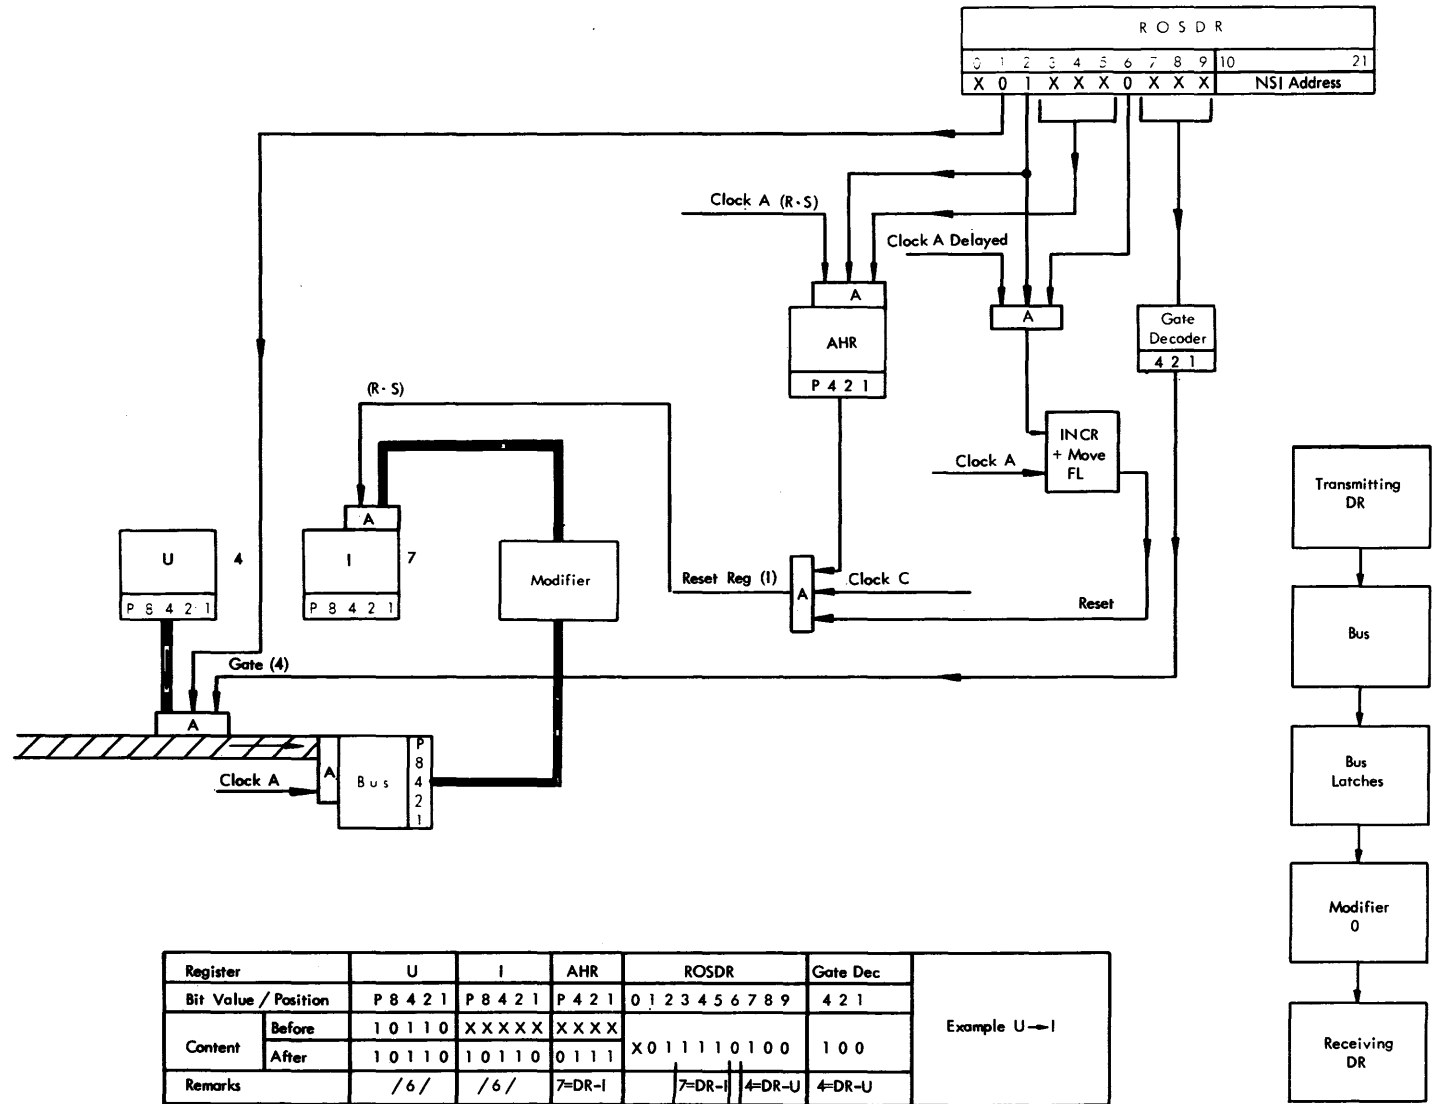 ROSDR
0 1 2 3 4 5 6 7 8 9 10 21
X 0 1 X X X 0 X X X NSI Address
Clock A (R·S)
Clock A Delayed
A
AHR
P 4 2 1
A
Gate
Decoder
4 2 1
(R·S)
INCR
+ Move
FL
Clock A
A
U
4
P 8 4 2 1
I
7
P 8 4 2 1
Modifier
Reset Reg (I)
A
Clock C
Reset
Gate (4)
A
Clock A
A
Bus
P
8
4
2
1
Transmitting
DR
Bus
Bus
Latches
Modifier
0
Receiving
DR
Register U I AHR ROSDR Gate Dec
Bit Value / Position P 8 4 2 1 P 8 4 2 1 P 4 2 1 0 1 2 3 4 5 6 7 8 9 4 2 1
Content
Before 1 0 1 1 0 X X X X X X X X X
After 1 0 1 1 0 1 0 1 1 0 0 1 1 1
X 0 1 1 1 1 0 1 0 0 1 0 0
Remarks /6/ /6/ 7=DR-I 7=DR-I 4=DR-U 4=DR-U
Example U→I